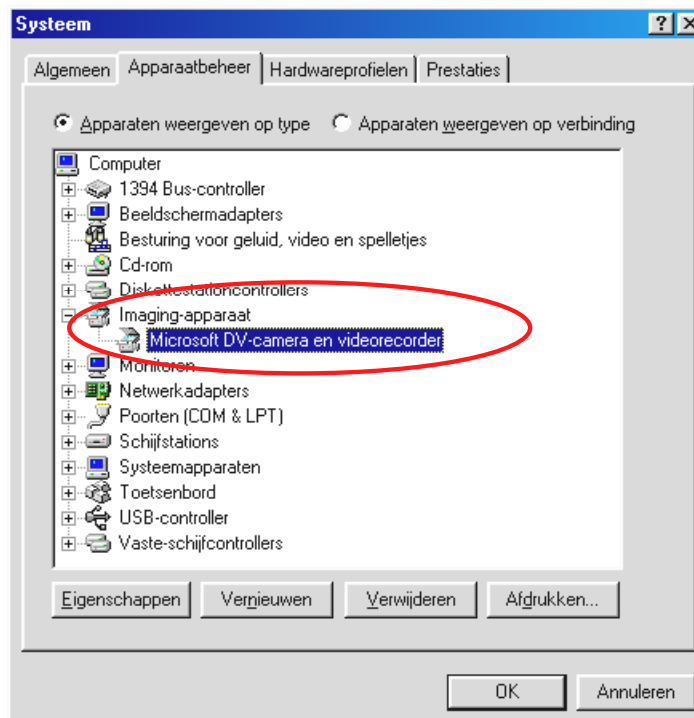 Systeem
Algemeen Apparaatbeheer Hardwareprofielen Prestaties
Apparaten weergeven op type Apparaten weergeven op verbinding
Computer
1394 Bus-controller
Beeldschermadapters
Besturing voor geluid, video en spelletjes
Cd-rom
Diskettestationcontrollers
Imaging-apparaat
Microsoft DV-camera en videorecorder
Monitoren
Netwerkadapters
Poorten (COM & LPT)
Schijfstations
Systeemapparaten
Toetsenbord
USB-controller
Vaste-schijfcontrollers
Eigenschappen Vernieuwen Verwijderen Afdrukken...
OK Annuleren